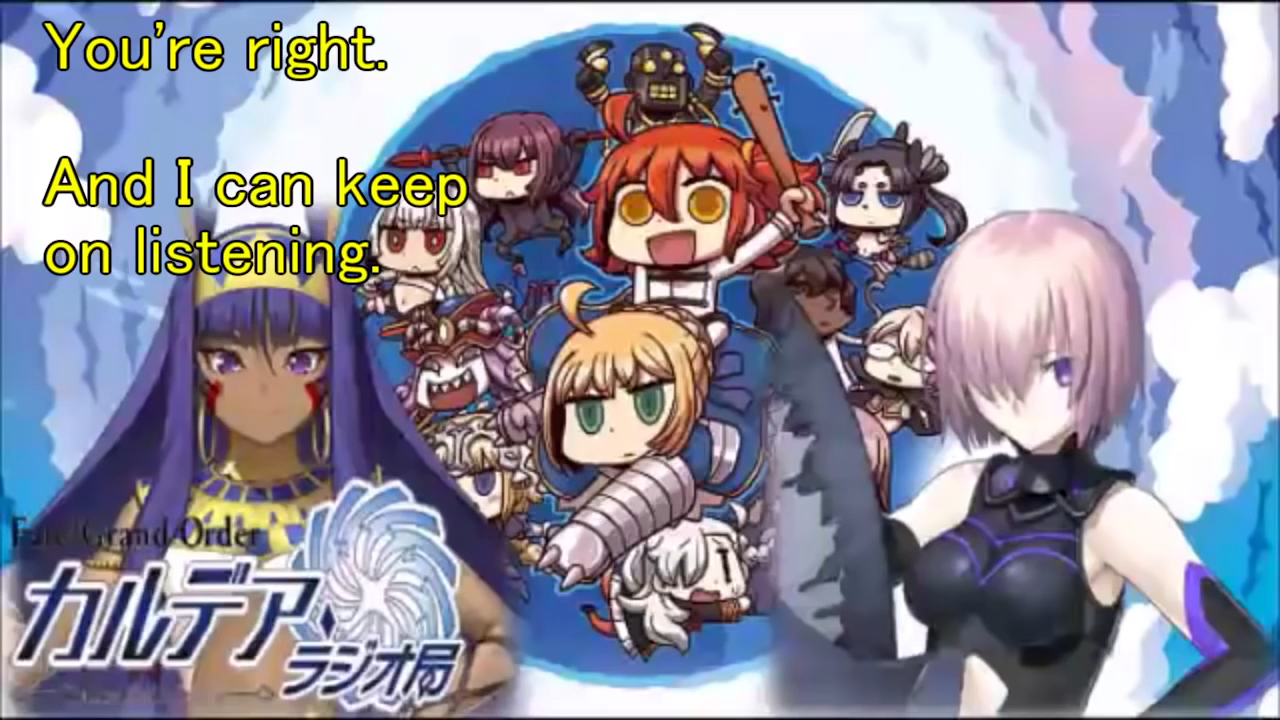 You're right.
And I can keep
on listening.
Fate/Grand Order
カルデア
ラジオ局